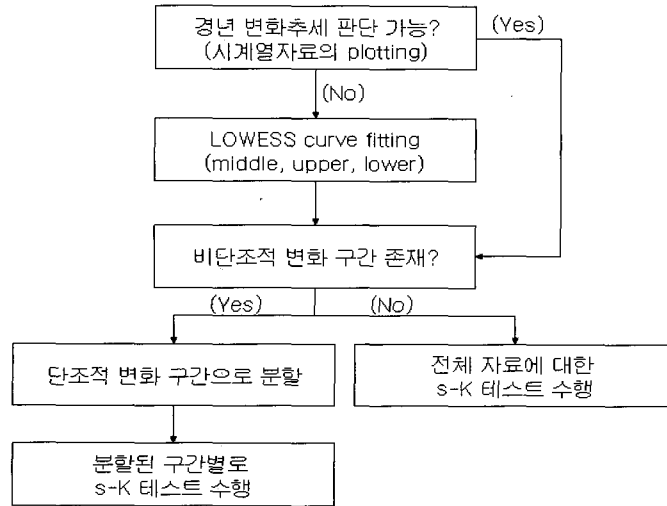 경년 변화추세 판단 가능?
(시계열자료의 plotting)
(Yes)
(No)
LOWESS curve fitting
(middle, upper, lower)
비단조적 변화 구간 존재?
(Yes)
(No)
단조적 변화 구간으로 분할
전체 자료에 대한
s-K 테스트 수행
분할된 구간별로
s-K 테스트 수행